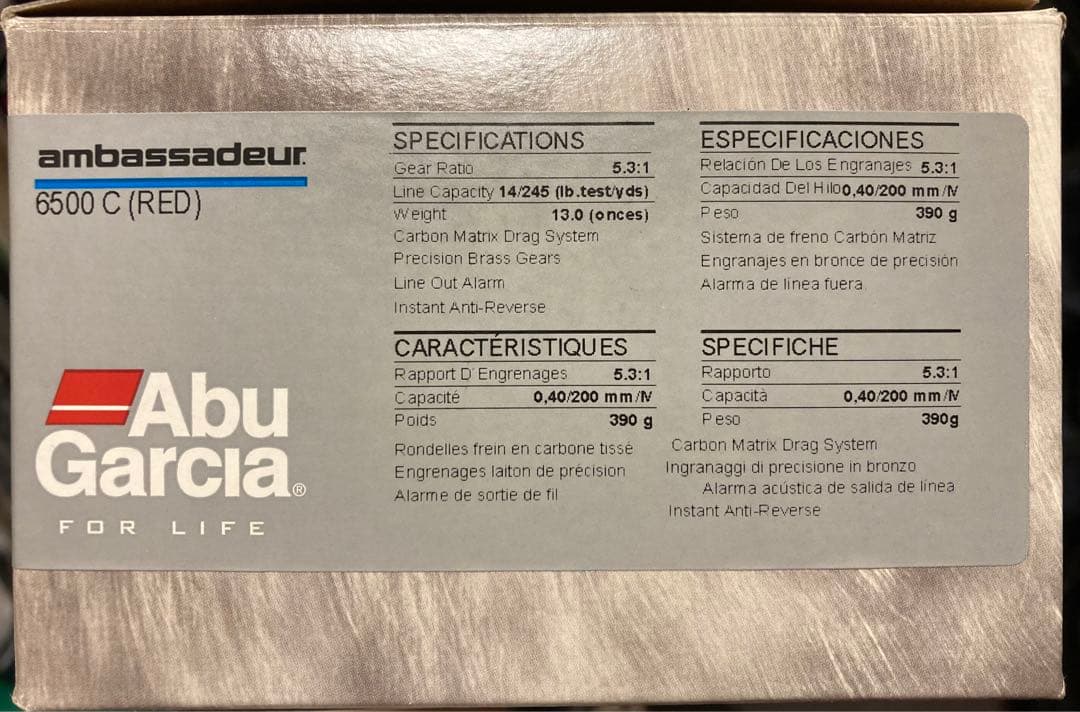 ambassadeur.
6500 C (RED)
Abu
Garcia®
FOR LIFE
SPECIFICATIONS
Gear Ratio 5.3:1
Line Capacity 14/245 (lb.test/yds)
Weight 13.0 (onces)
Carbon Matrix Drag System
Precision Brass Gears
Line Out Alarm
Instant Anti-Reverse
ESPECIFICACIONES
Relación De Los Engranajes 5.3:1
Capacidad Del Hilo 0,40/200 mm/M
Peso 390 g
Sistema de freno Carbón Matriz
Engranajes en bronce de precisión
Alarma de línea fuera.
CARACTÉRISTIQUES
Rapport D'Engrenages 5.3:1
Capacité 0,40/200 mm/M
Poids 390 g
Rondelles frein en carbone tissé
Engrenages laiton de précision
Alarme de sortie de fil
SPECIFICHE
Rapporto 5.3:1
Capacità 0,40/200 mm/M
Peso 390g
Carbon Matrix Drag System
Ingranaggi di precisione in bronzo
Alarma acústica de salida de línea
Instant Anti-Reverse